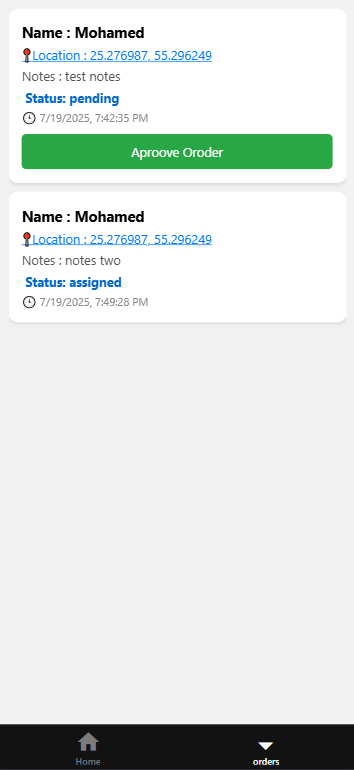 Name : Mohamed
Location : 25.276987, 55.296249
Notes : test notes
Status: pending
7/19/2025, 7:42:35 PM
Aproove Oroder
Name : Mohamed
Location : 25.276987, 55.296249
Notes : notes two
Status: assigned
7/19/2025, 7:49:28 PM
Home
orders